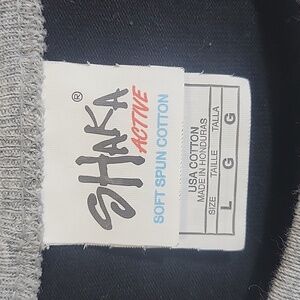 SHAKA®
ACTIVE
SOFT SPUN COTTON
USA COTTON
MADE IN HONDURAS
SIZE TAILLE TALLA
L G G